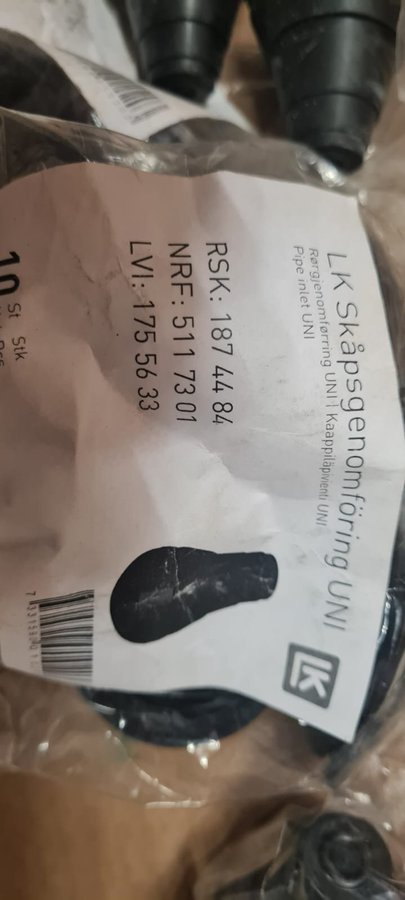 LK Skåpsgenomföring UNI
Rørgjenomførring UNI | Kaappiläpivienti UNI
Pipe inlet UNI
RSK: 187 44 84
NRF: 511 73 01
LVI: 175 56 33
10 St Stk
LK